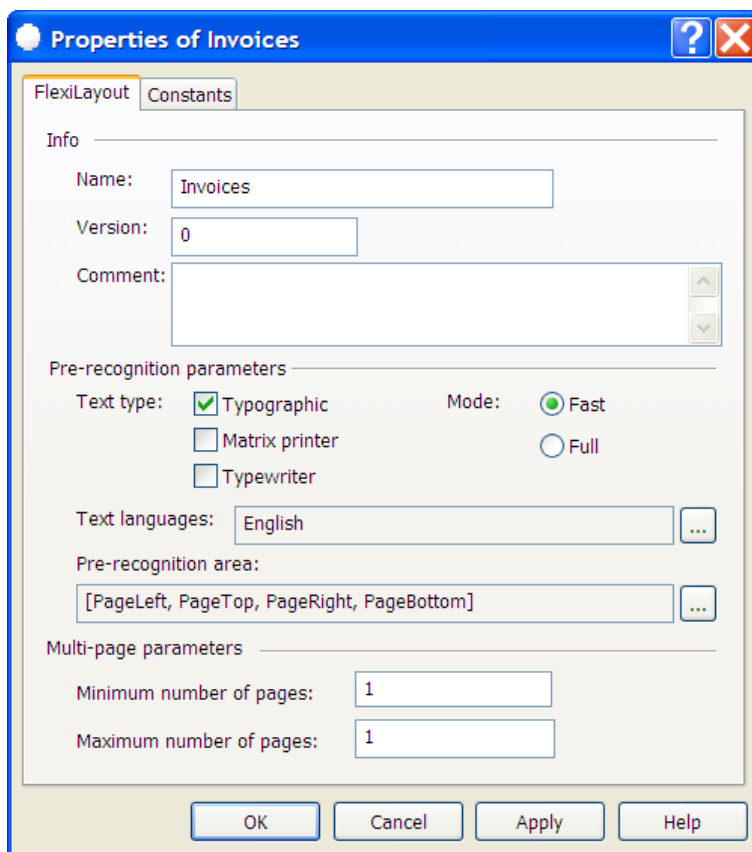 Properties of Invoices
?
FlexiLayout Constants
Info
Name: Invoices
Version: 0
Comment:
Pre-recognition parameters
Text type: Typographic Mode: Fast
Matrix printer Full
Typewriter
Text languages: English ...
Pre-recognition area:
[PageLeft, PageTop, PageRight, PageBottom] ...
Multi-page parameters
Minimum number of pages: 1
Maximum number of pages: 1
OK Cancel Apply Help